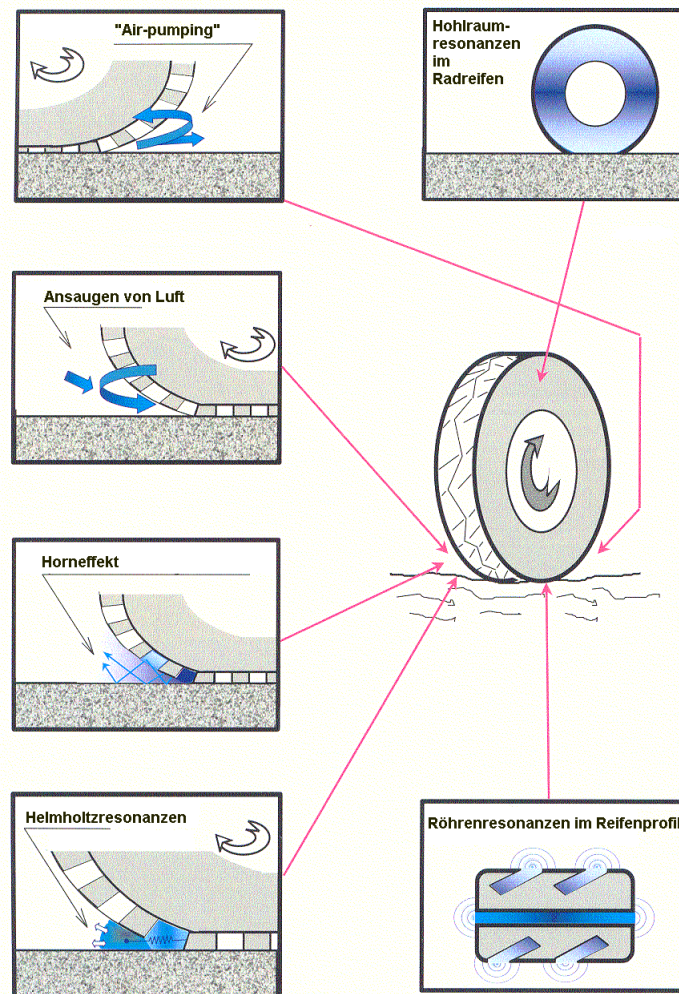 "Air-pumping"
Hohlraum-
resonanzen
im
Radreifen
Ansaugen von Luft
Horneffekt
Helmholtzresonanzen
Röhrenresonanzen im Reifenprofil